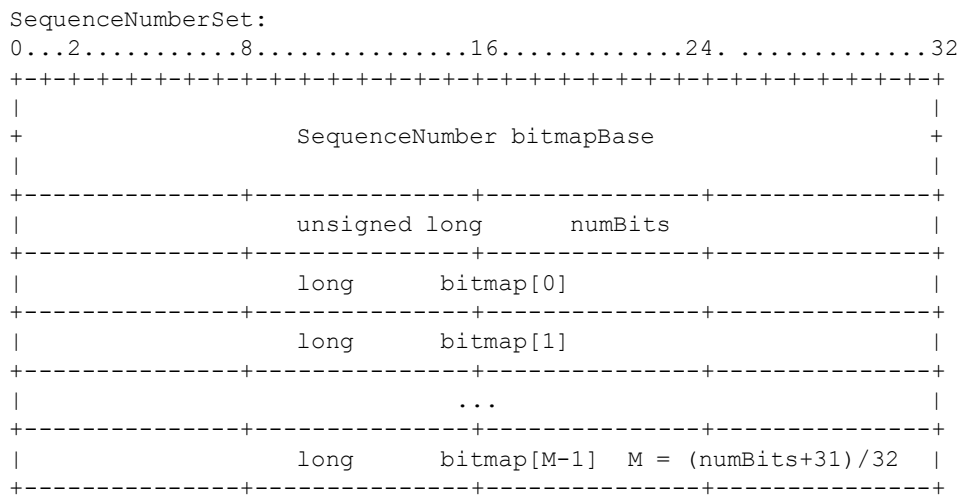 SequenceNumberSet:
0...2...........8...............16.............24. .............32
+-+-+-+-+-+-+-+-+-+-+-+-+-+-+-+-+-+-+-+-+-+-+-+-+-+-+-+-+-+-+-+-+
|                                                               |
+                   SequenceNumber bitmapBase                   +
|                                                               |
+---------------+---------------+---------------+---------------+
|                   unsigned long      numBits                  |
+---------------+---------------+---------------+---------------+
|                   long      bitmap[0]                         |
+---------------+---------------+---------------+---------------+
|                   long      bitmap[1]                         |
+---------------+---------------+---------------+---------------+
|                              ...                              |
+---------------+---------------+---------------+---------------+
|                   long      bitmap[M-1]  M = (numBits+31)/32  |
+---------------+---------------+---------------+---------------+